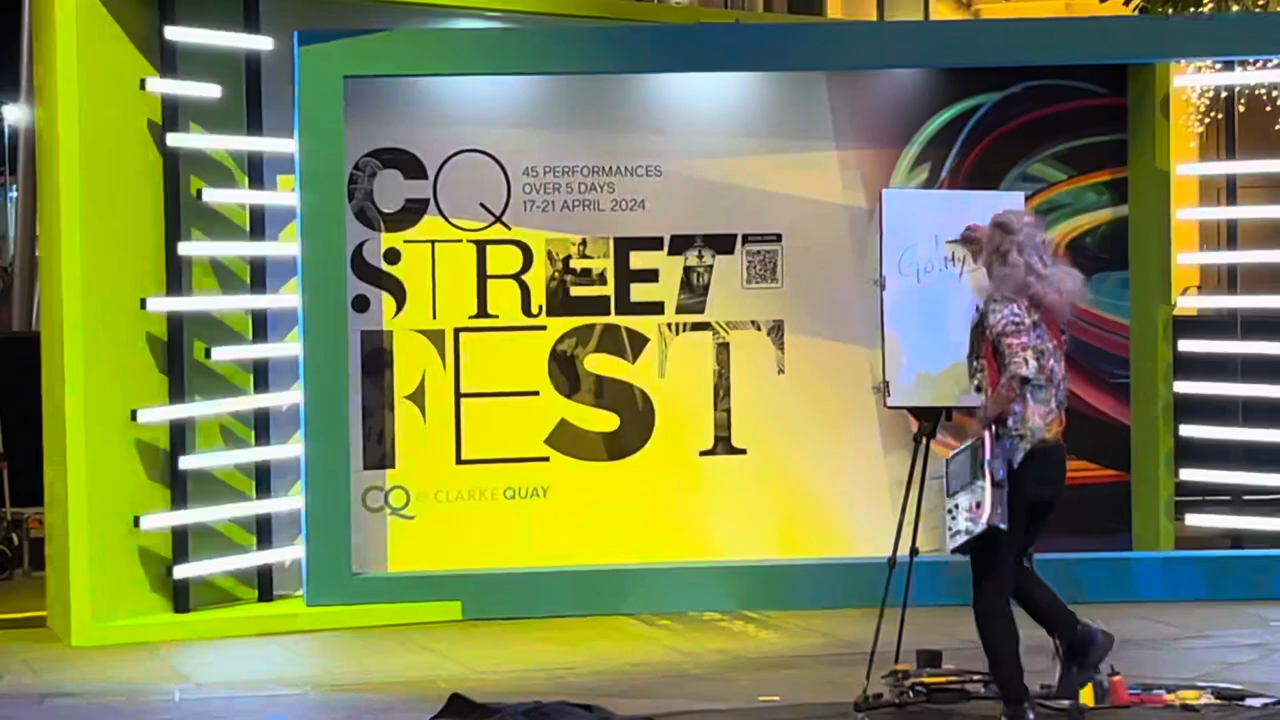 CQ
45 PERFORMANCES
OVER 5 DAYS
17-21 APRIL 2024
STREET
FEST
CQ @ CLARKE QUAY